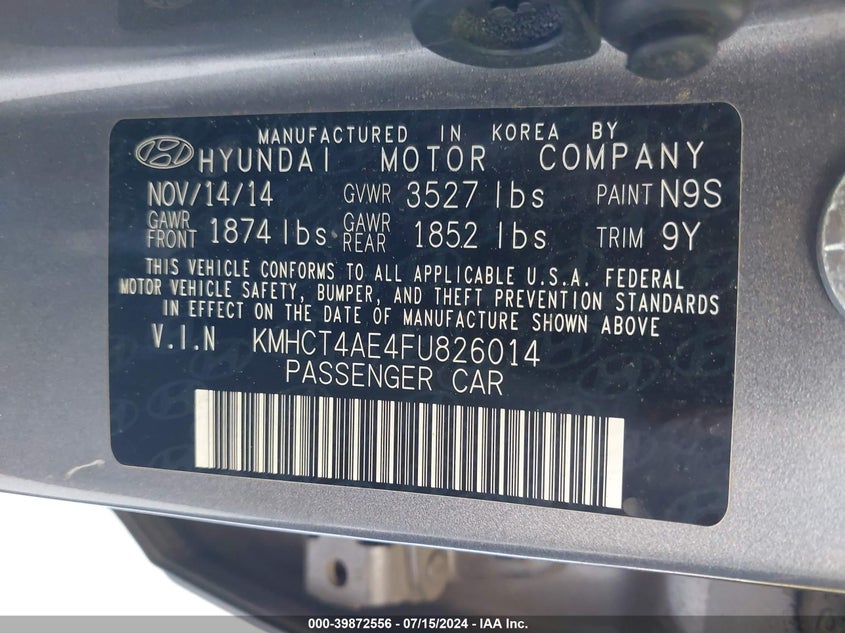 MANUFACTURED IN KOREA BY
HYUNDAI MOTOR COMPANY
NOV/14/14 GVWR 3527 lbs PAINT N9S
GAWR FRONT 1874 lbs GAWR REAR 1852 lbs TRIM 9Y
THIS VEHICLE CONFORMS TO ALL APPLICABLE U.S.A. FEDERAL
MOTOR VEHICLE SAFETY, BUMPER, AND THEFT PREVENTION STANDARDS
IN EFFECT ON THE DATE OF MANUFACTURE SHOWN ABOVE
V.I.N KMHCT4AE4FU826014
PASSENGER CAR
000-39872556 - 07/15/2024 - IAA Inc.